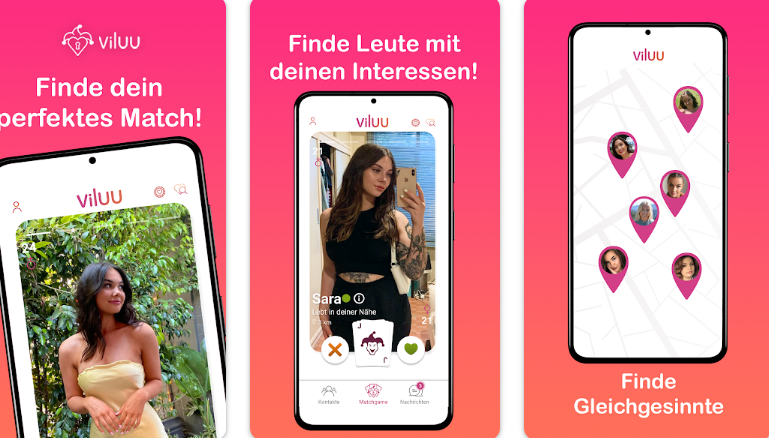 viluu
Finde dein
perfektes Match!
viluu
24
Finde Leute mit
deinen Interessen!
viluu
21
Sara
Lebt in deiner Nähe
21
J
J
Kontakte
Matchgame
Nachrichten
viluu
Finde
Gleichgesinnte